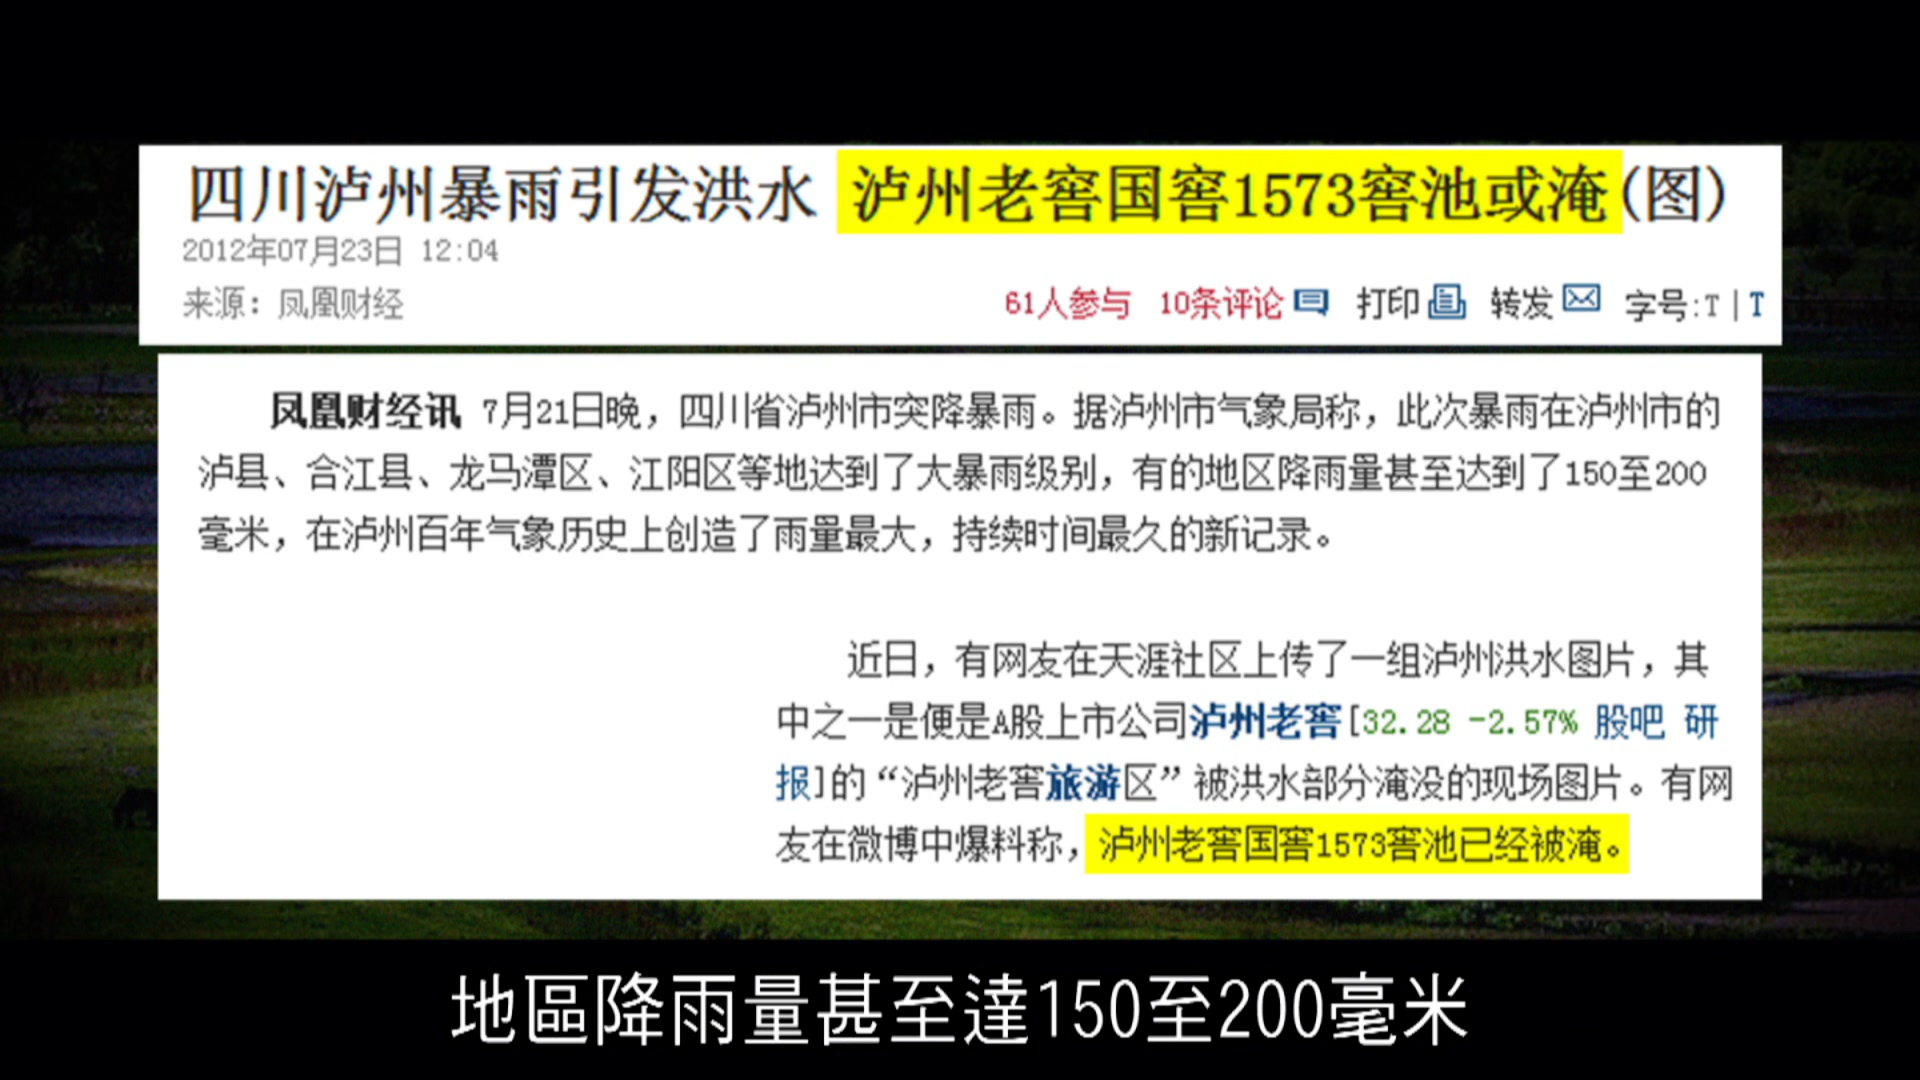 四川泸州暴雨引发洪水 泸州老窖国窖1573窖池或淹(图)
2012年07月23日 12:04
来源：凤凰财经
61人参与 10条评论 打印 转发 字号:T|T
凤凰财经讯 7月21日晚，四川省泸州市突降暴雨。据泸州市气象局称，此次暴雨在泸州市的
泸县、合江县、龙马潭区、江阳区等地达到了大暴雨级别，有的地区降雨量甚至达到了150至200
毫米，在泸州百年气象历史上创造了雨量最大，持续时间最久的新记录。
近日，有网友在天涯社区上传了一组泸州洪水图片，其
中之一是便是A股上市公司泸州老窖[32.28 -2.57% 股吧 研
报]的“泸州老窖旅游区”被洪水部分淹没的现场图片。有网
友在微博中爆料称，泸州老窖国窖1573窖池已经被淹。
地區降雨量甚至達150至200毫米